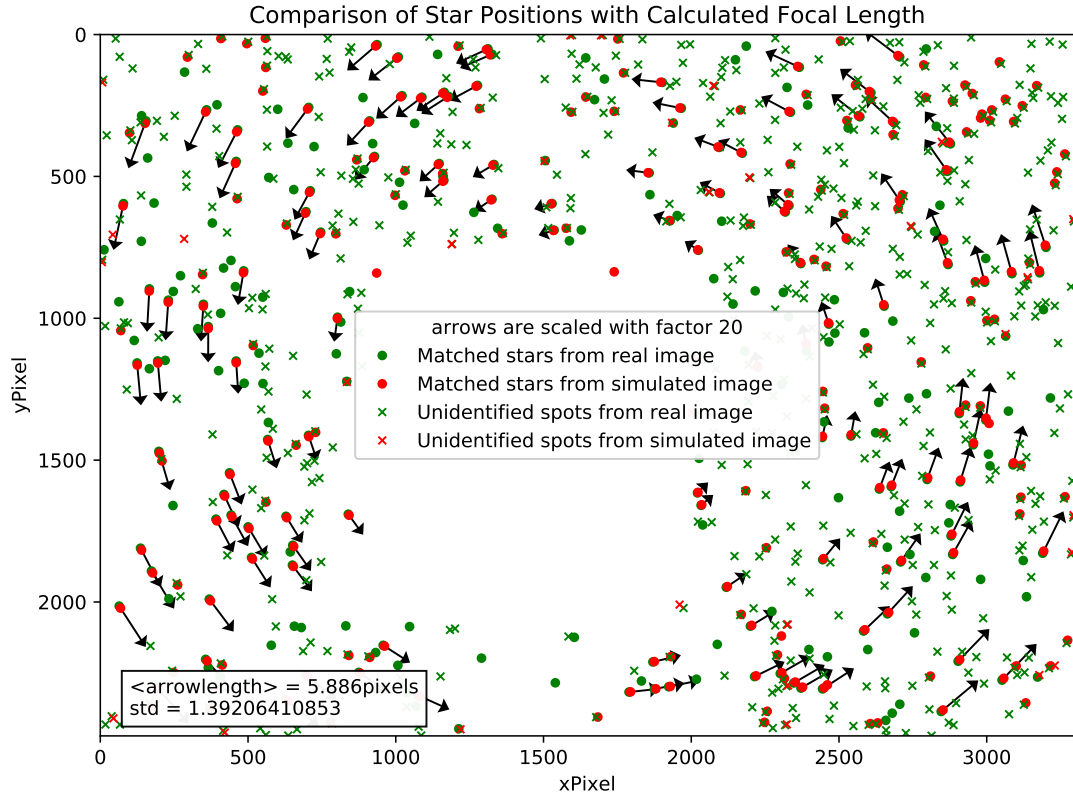 Comparison of Star Positions with Calculated Focal Length
0
500
1000
1500
2000
yPixel
arrows are scaled with factor 20
Matched stars from real image
Matched stars from simulated image
Unidentified spots from real image
Unidentified spots from simulated image
<arrowlength> = 5.886pixels
std = 1.39206410853
0 500 1000 1500 2000 2500 3000
xPixel